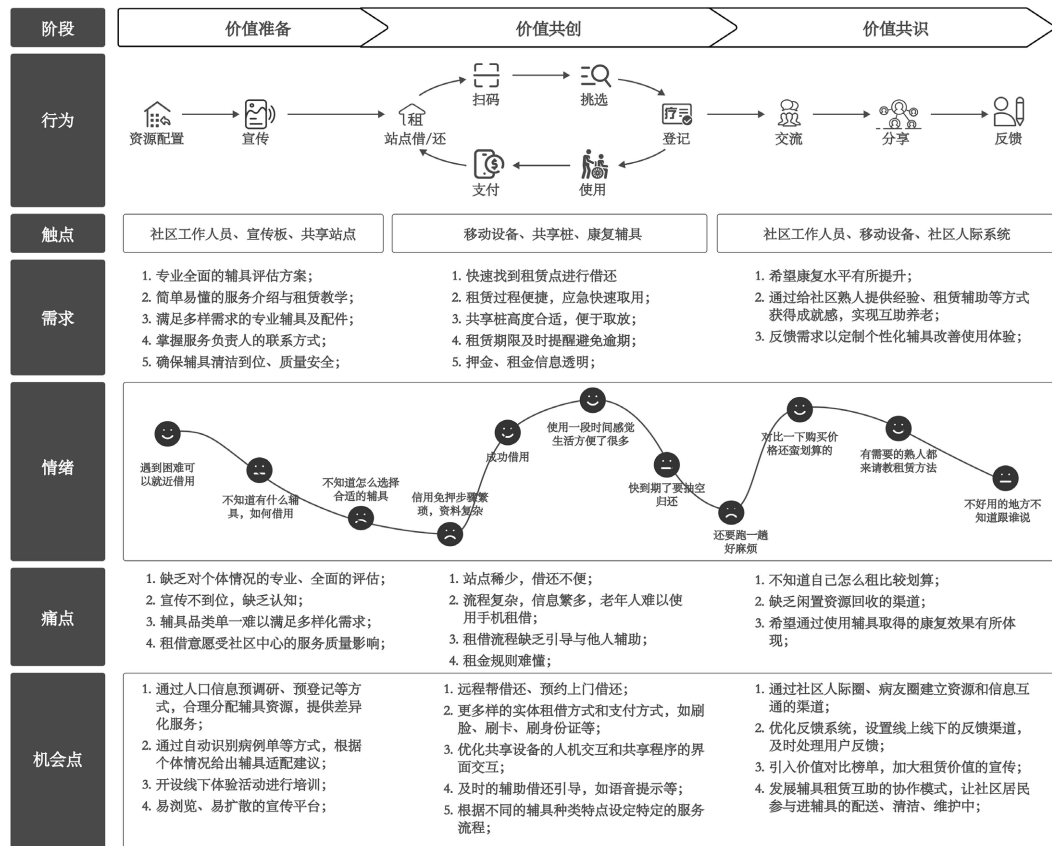 阶段
价值准备
价值共创
价值共识
行为
资源配置
宣传
租
站点借/还
扫码
挑选
疗
登记
使用
支付
交流
分享
反馈
触点
社区工作人员、宣传板、共享站点
移动设备、共享桩、康复辅具
社区工作人员、移动设备、社区人际系统
需求
1. 专业全面的辅具评估方案；
2. 简单易懂的服务介绍与租赁教学；
3. 满足多样需求的专业辅具及配件；
4. 掌握服务负责人的联系方式；
5. 确保辅具清洁到位、质量安全；
1. 快速找到租赁点进行借还
2. 租赁过程便捷，应急快速取用；
3. 共享桩高度合适，便于取放；
4. 租赁期限及时提醒避免逾期；
5. 押金、租金信息透明；
1. 希望康复水平有所提升；
2. 通过给社区熟人提供经验、租赁辅助等方式
获得成就感，实现互助养老；
3. 反馈需求以定制个性化辅具改善使用体验；
情绪
遇到困难可
以就近借用
不知道有什么辅
具，如何借用
不知道怎么选择
合适的辅具
信用免押步骤繁
琐，资料复杂
成功借用
使用一段时间感觉
生活方便了很多
快到期了要抽空
归还
还要跑一趟
好麻烦
对比一下购买价
格还蛮划算的
有需要的熟人都
来请教租赁方法
不好用的地方不
知道跟谁说
痛点
1. 缺乏对个体情况的专业、全面的评估；
2. 宣传不到位，缺乏认知；
3. 辅具品类单一难以满足多样化需求；
4. 租借意愿受社区中心的服务质量影响；
1. 站点稀少，借还不便；
2. 流程复杂，信息繁多，老年人难以使
用手机租借；
3. 租借流程缺乏引导与他人辅助；
4. 租金规则难懂；
1. 不知道自己怎么租比较划算；
2. 缺乏闲置资源回收的渠道；
3. 希望通过使用辅具取得的康复效果有所体
现；
机会点
1. 通过人口信息预调研、预登记等方
式，合理分配辅具资源，提供差异
化服务；
2. 通过自动识别病例单等方式，根据
个体情况给出辅具适配建议；
3. 开设线下体验活动进行培训；
4. 易浏览、易扩散的宣传平台；
1. 远程帮借还、预约上门借还；
2. 更多样的实体租借方式和支付方式，如刷
脸、刷卡、刷身份证等；
3. 优化共享设备的人机交互和共享程序的界
面交互；
4. 及时的辅助借还引导，如语音提示等；
5. 根据不同的辅具种类特点设定特定的服务
流程；
1. 通过社区人际圈、病友圈建立资源和信息互
通的渠道；
2. 优化反馈系统，设置线上线下的反馈渠道，
及时处理用户反馈；
3. 引入价值对比榜单，加大租赁价值的宣传；
4. 发展辅具租赁互助的协作模式，让社区居民
参与进辅具的配送、清洁、维护中；